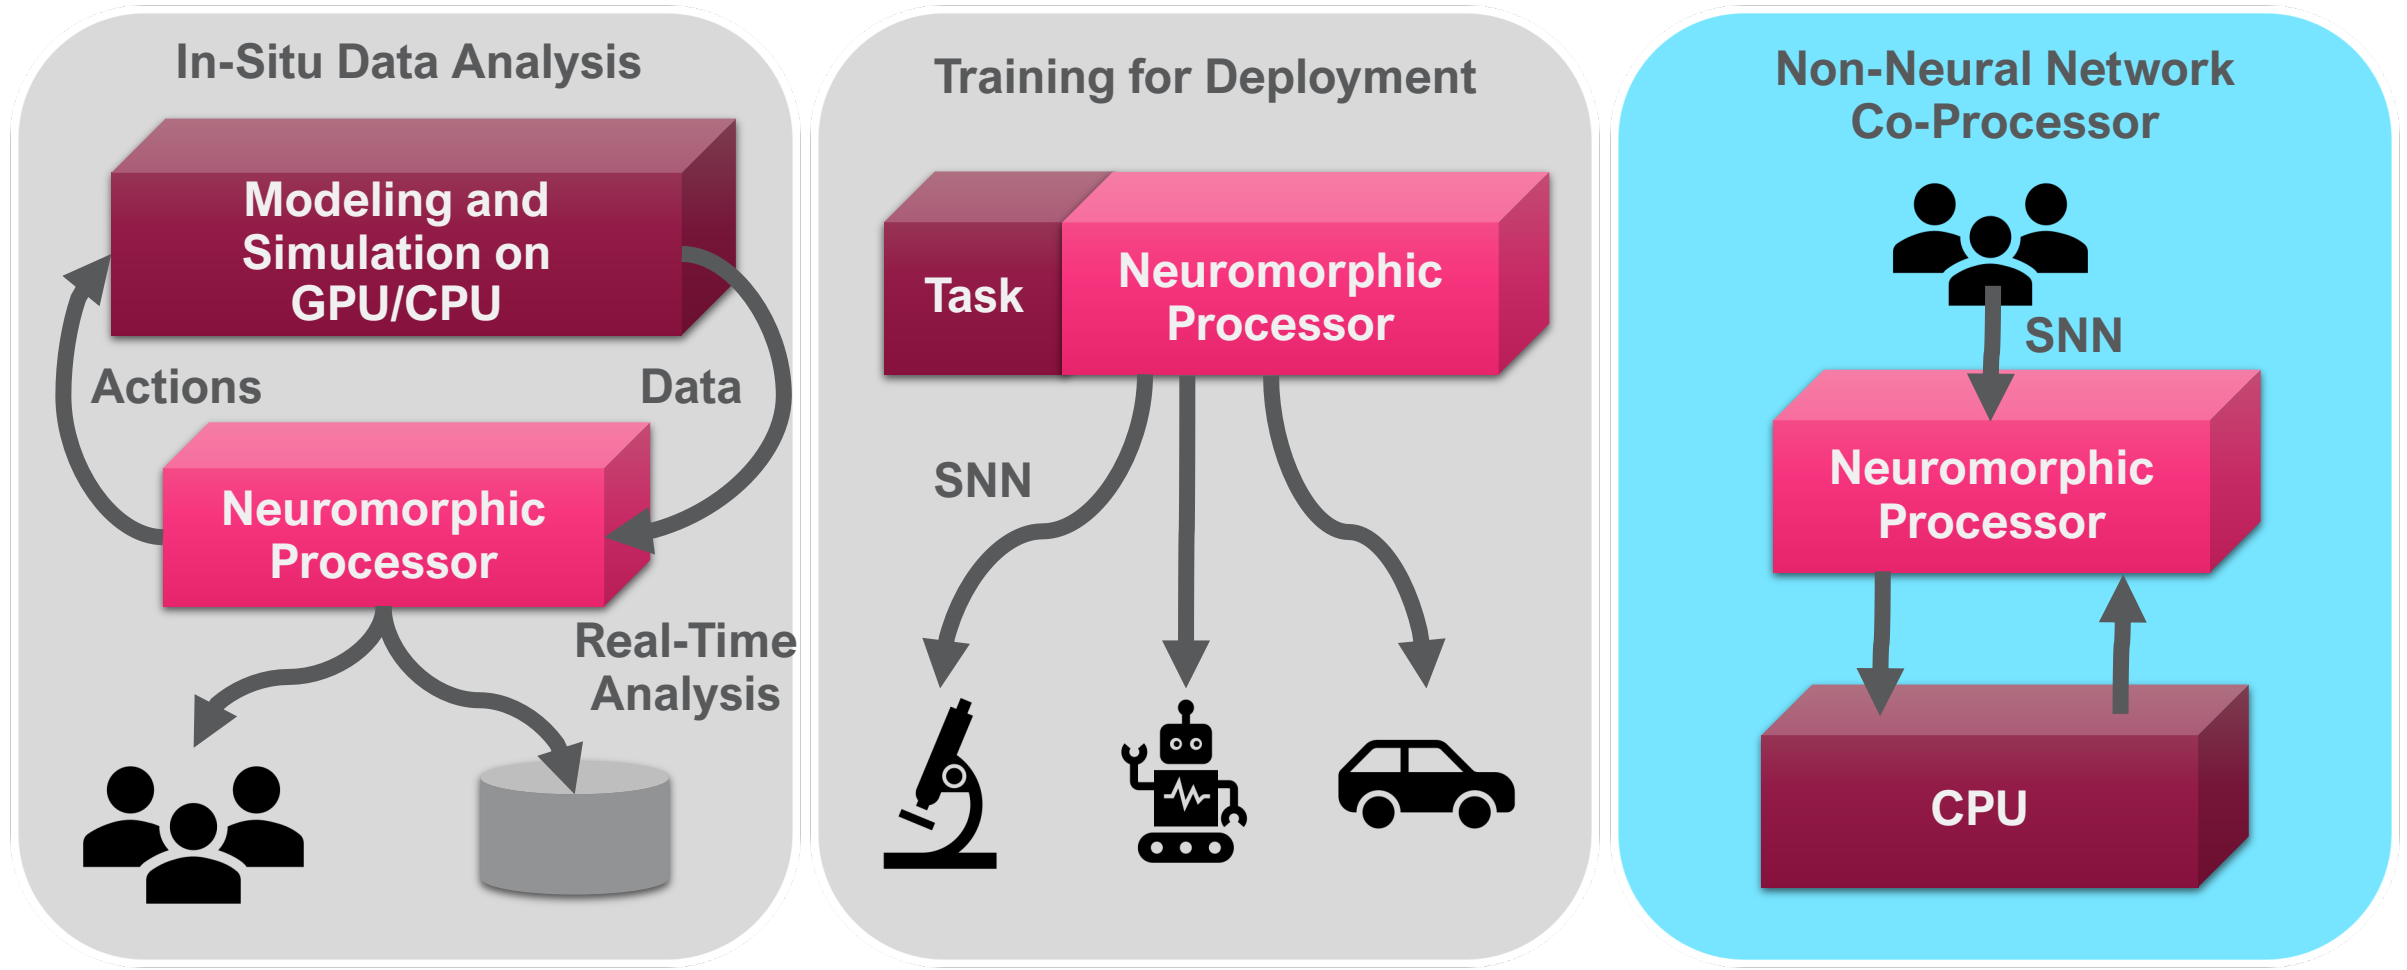 In-Situ Data Analysis
Modeling and
Simulation on
GPU/CPU
Actions
Data
Neuromorphic
Processor
Real-Time
Analysis
Training for Deployment
Task
Neuromorphic
Processor
SNN
Non-Neural Network
Co-Processor
SNN
Neuromorphic
Processor
CPU